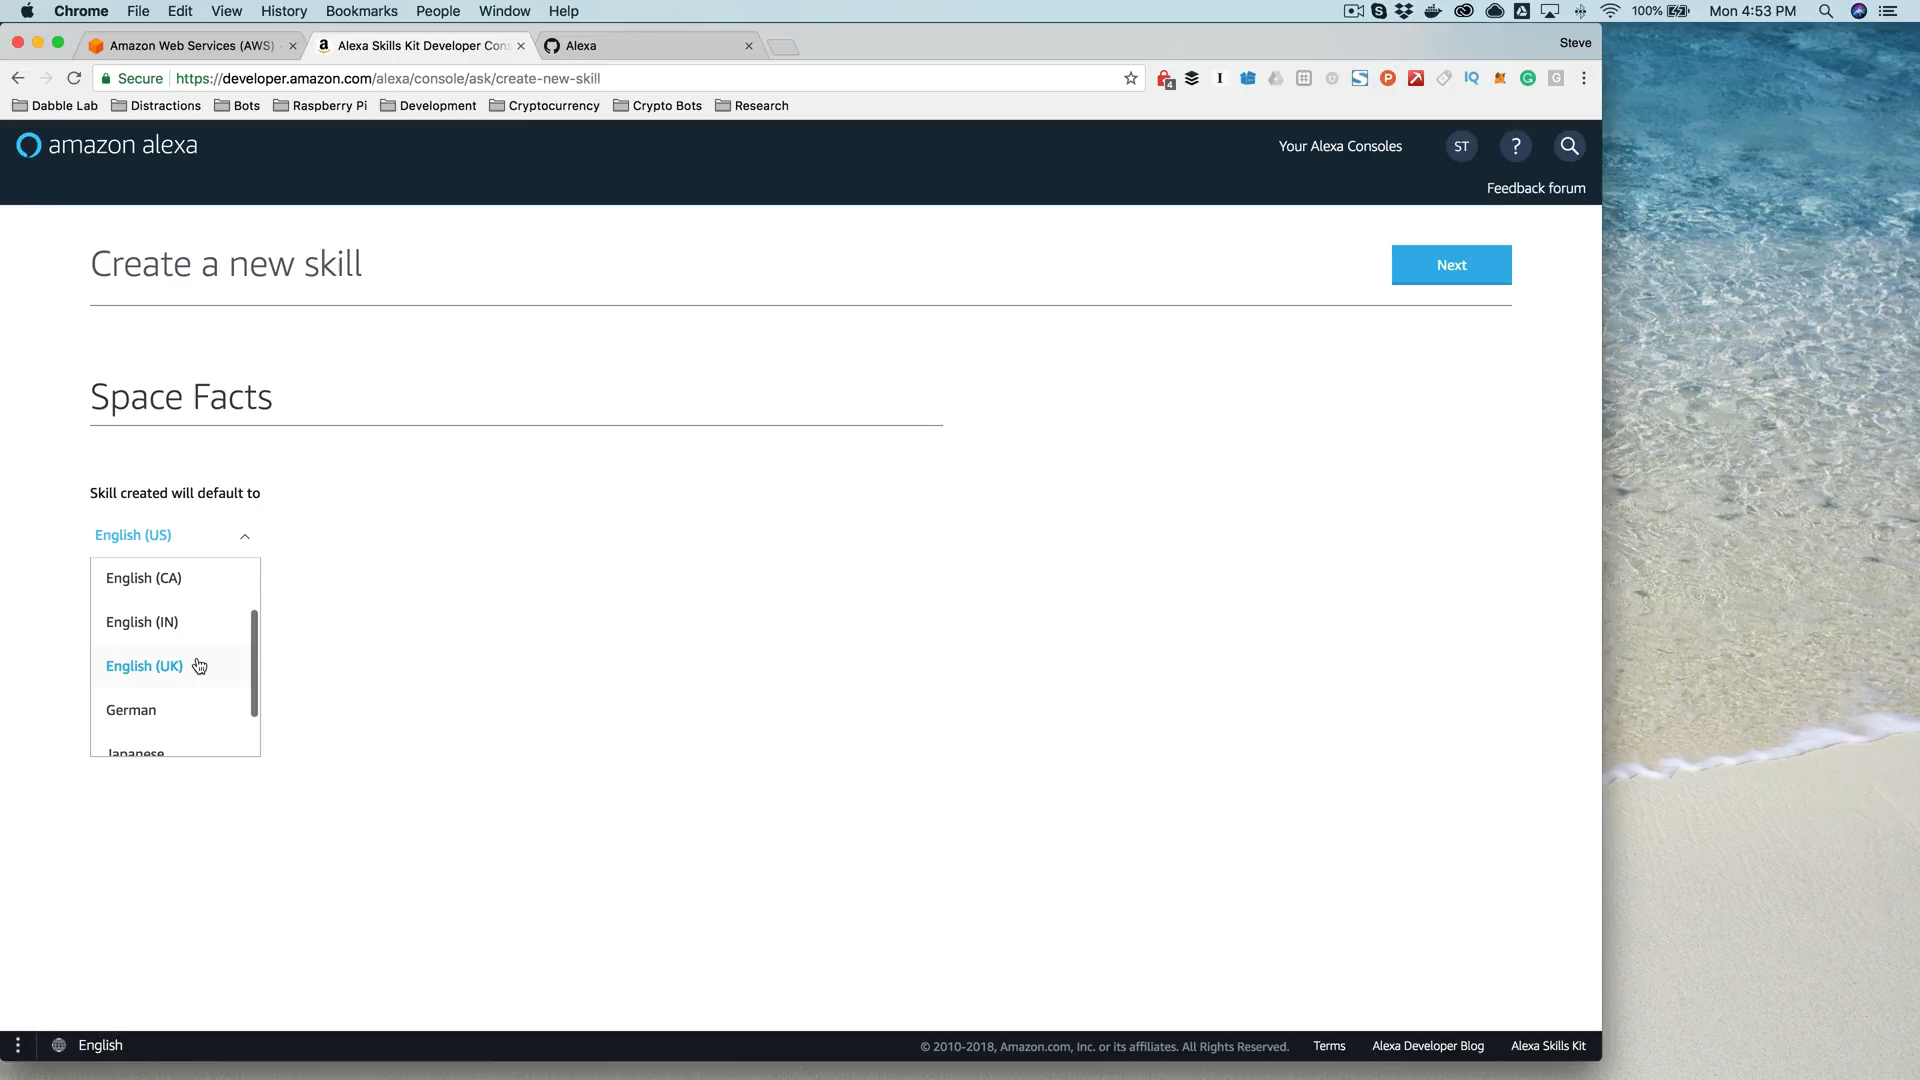 Chrome File Edit View History Bookmarks People Window Help 100% Mon 4:53 PM
Amazon Web Services (AWS) Alexa Skills Kit Developer Con Alexa Steve
Secure https://developer.amazon.com/alexa/console/ask/create-new-skill
Dabble Lab Distractions Bots Raspberry Pi Development Cryptocurrency Crypto Bots Research
amazon alexa Your Alexa Consoles ST ?
Feedback forum
Create a new skill Next
Space Facts
Skill created will default to
English (US)
English (CA)
English (IN)
English (UK)
German
Japanese
English © 2010-2018, Amazon.com, Inc. or its affiliates. All Rights Reserved. Terms Alexa Developer Blog Alexa Skills Kit